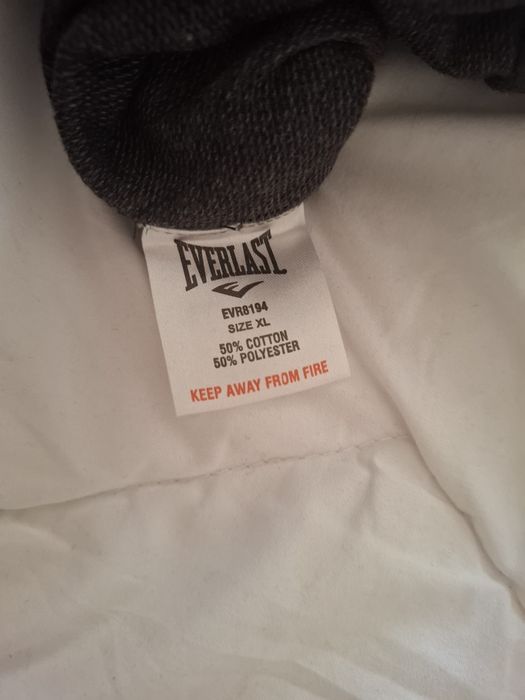 EVERLAST
EVR8194
SIZE XL
50% COTTON
50% POLYESTER
KEEP AWAY FROM FIRE